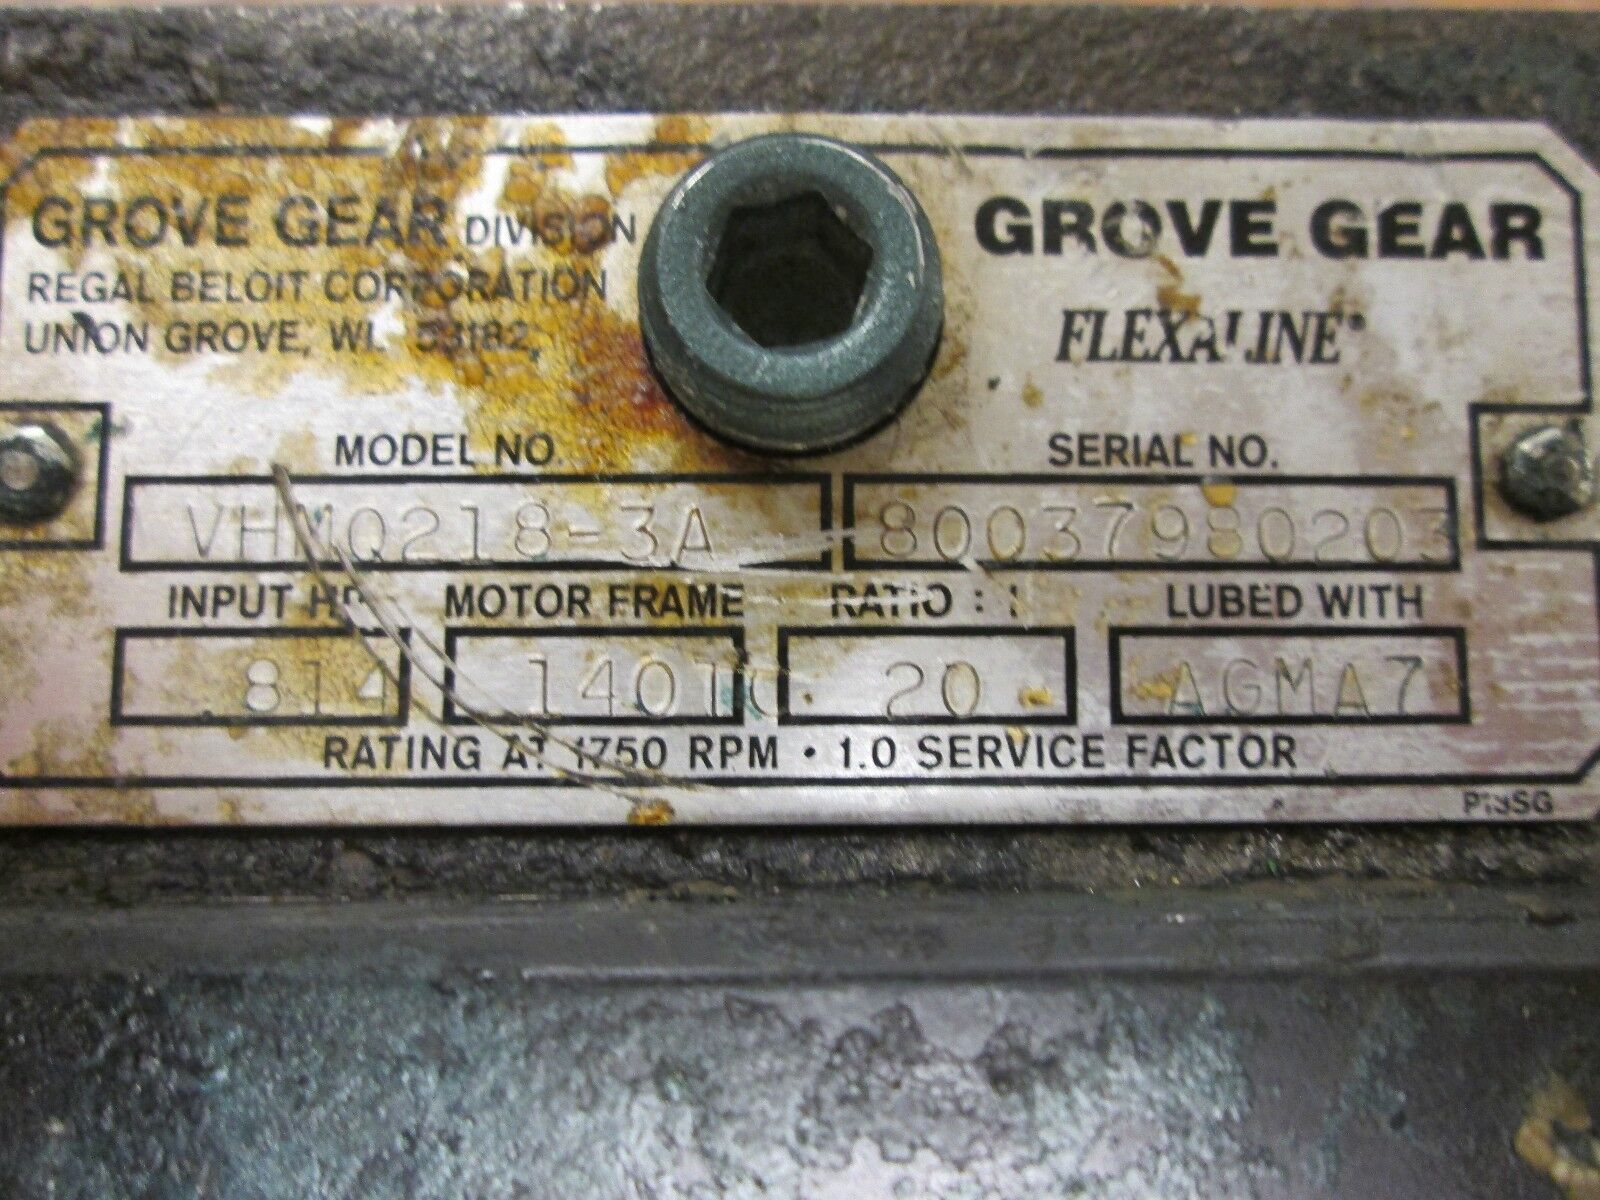 GROVE GEAR DIVISION
REGAL BELOIT CORPORATION
UNION GROVE, WI. 53182
GROVE GEAR
FLEXALINE®
MODEL NO.
SERIAL NO.
VHMQ218-3A
80037980203
INPUT HP
MOTOR FRAME
RATIO : 1
LUBED WITH
.814
140TC
20
AGMA7
RATING AT 1750 RPM • 1.0 SERVICE FACTOR